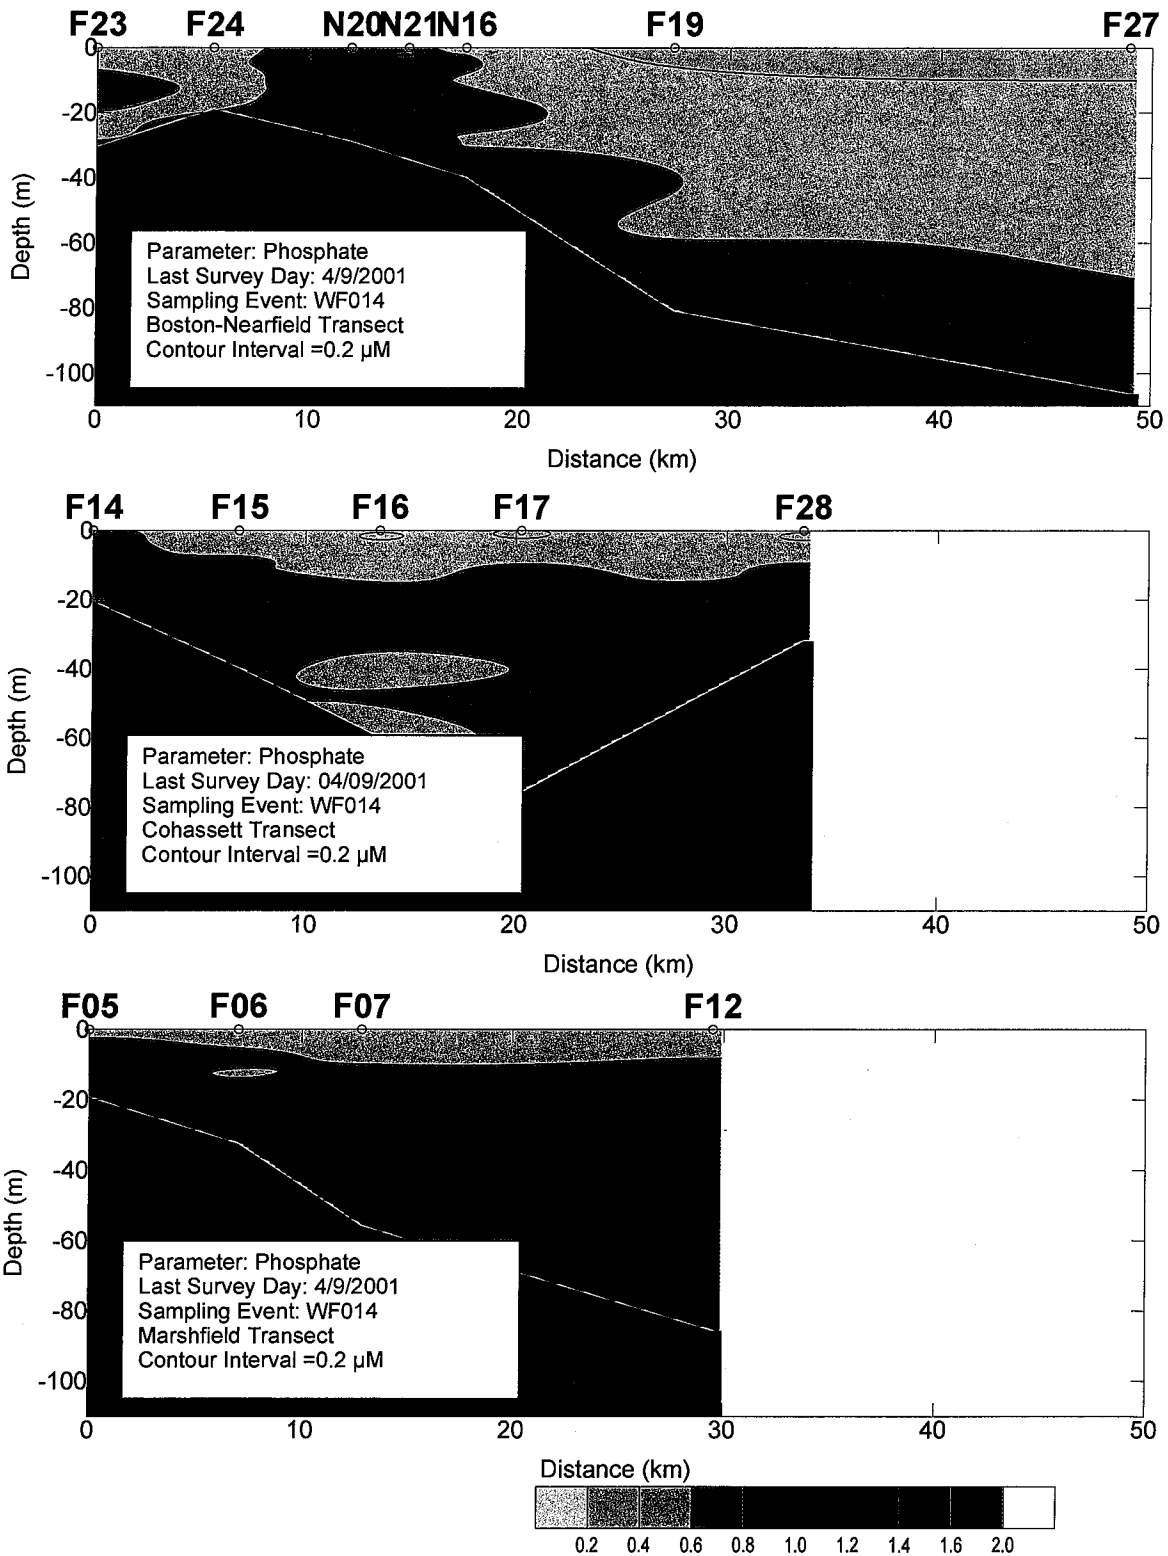 F23 F24 N20 N21 N16 F19 F27
0
-20
-40
-60
-80
-100
Depth (m)
Parameter: Phosphate
Last Survey Day: 4/9/2001
Sampling Event: WF014
Boston-Nearfield Transect
Contour Interval =0.2 µM
0 10 20 30 40 50
Distance (km)
F14 F15 F16 F17 F28
0
-20
-40
-60
-80
-100
Depth (m)
Parameter: Phosphate
Last Survey Day: 04/09/2001
Sampling Event: WF014
Cohassett Transect
Contour Interval =0.2 µM
0 10 20 30 40 50
Distance (km)
F05 F06 F07 F12
0
-20
-40
-60
-80
-100
Depth (m)
Parameter: Phosphate
Last Survey Day: 4/9/2001
Sampling Event: WF014
Marshfield Transect
Contour Interval =0.2 µM
0 10 20 30 40 50
Distance (km)
0.2 0.4 0.6 0.8 1.0 1.2 1.4 1.6 2.0